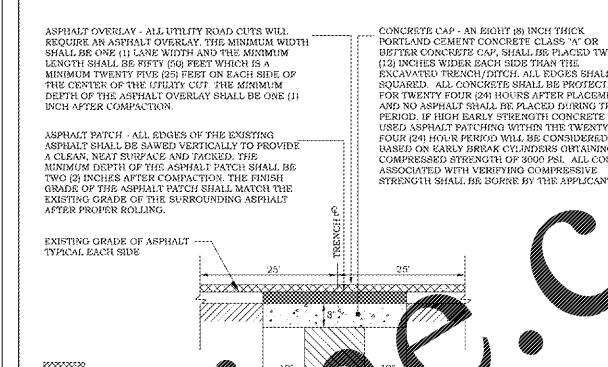 ASPHALT OVERLAY - ALL UTILITY ROAD CUTS WILL
REQUIRE AN ASPHALT OVERLAY. THE MINIMUM WIDTH
SHALL BE ONE (1) LANE WIDTH AND THE MINIMUM
LENGTH SHALL BE FIFTY (50) FEET WHICH IS A
MINIMUM TWENTY FIVE (25) FEET ON EACH SIDE OF
THE CENTER OF THE UTILITY CUT. THE MINIMUM
DEPTH OF THE ASPHALT OVERLAY SHALL BE ONE (1)
INCH AFTER COMPACTION.
ASPHALT PATCH - ALL EDGES OF THE EXISTING
ASPHALT SHALL BE SAWED VERTICALLY TO PROVIDE
A CLEAN, NEAT SURFACE AND TACKED. THE
MINIMUM DEPTH OF THE ASPHALT PATCH SHALL BE
TWO (2) INCHES AFTER COMPACTION. THE FINISH
GRADE OF THE ASPHALT PATCH SHALL MATCH THE
EXISTING GRADE OF THE SURROUNDING ASPHALT
AFTER PROPER ROLLING.
EXISTING GRADE OF ASPHALT
TYPICAL EACH SIDE
CONCRETE CAP - AN EIGHT (8) INCH THICK
PORTLAND CEMENT CONCRETE CLASS "A" OR
BETTER CONCRETE CAP, SHALL BE PLACED TW
(12) INCHES WIDER EACH SIDE THAN THE
EXCAVATED TRENCH/DITCH. ALL EDGES SHAL
SQUARED. ALL CONCRETE SHALL BE PROTECT
FOR TWENTY FOUR (24) HOURS AFTER PLACEM
AND NO ASPHALT SHALL BE PLACED DURING TH
PERIOD. IF HIGH EARLY STRENGTH CONCRETE
USED ASPHALT PATCHING WITHIN THE TWENTY
FOUR (24) HOUR PERIOD WILL BE CONSIDERED
BASED ON EARLY BREAK CYLINDERS OBTAINING
COMPRESSED STRENGTH OF 3000 PSI. ALL CO
ASSOCIATED WITH VERIFYING COMPRESSIVE
STRENGTH SHALL BE BORNE BY THE APPLICANT
TRENCH
25'
25'
8"
e.c